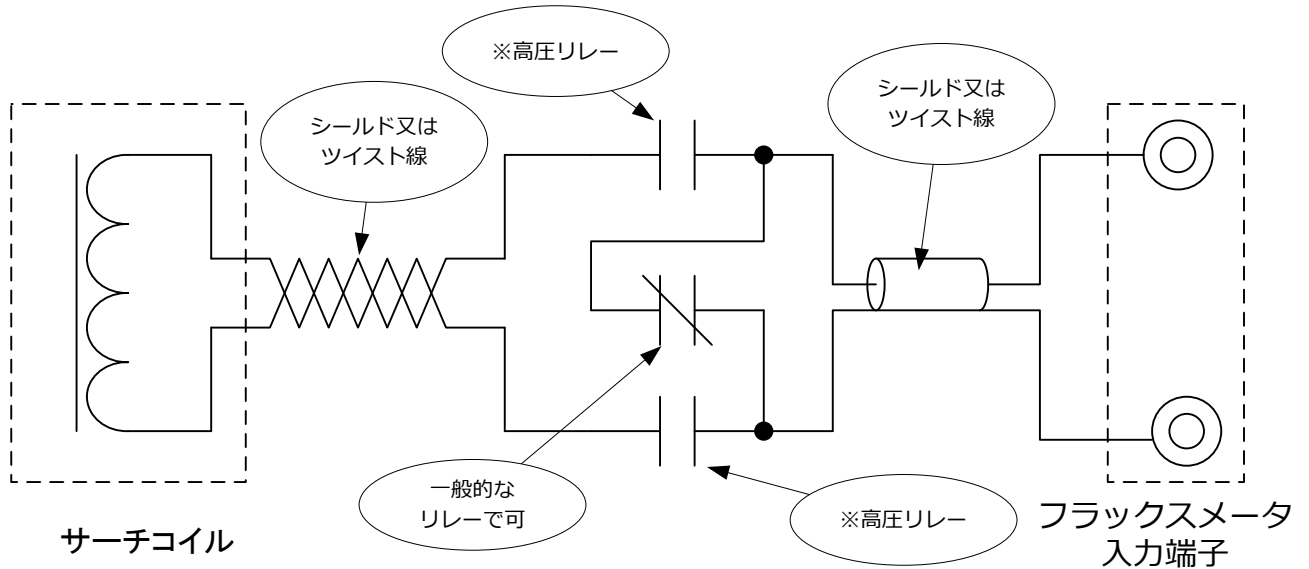 ※高圧リレー
シールド又は
ツイスト線
シールド又は
ツイスト線
一般的な
リレーで可
※高圧リレー
サーチコイル
フラックスメータ
入力端子